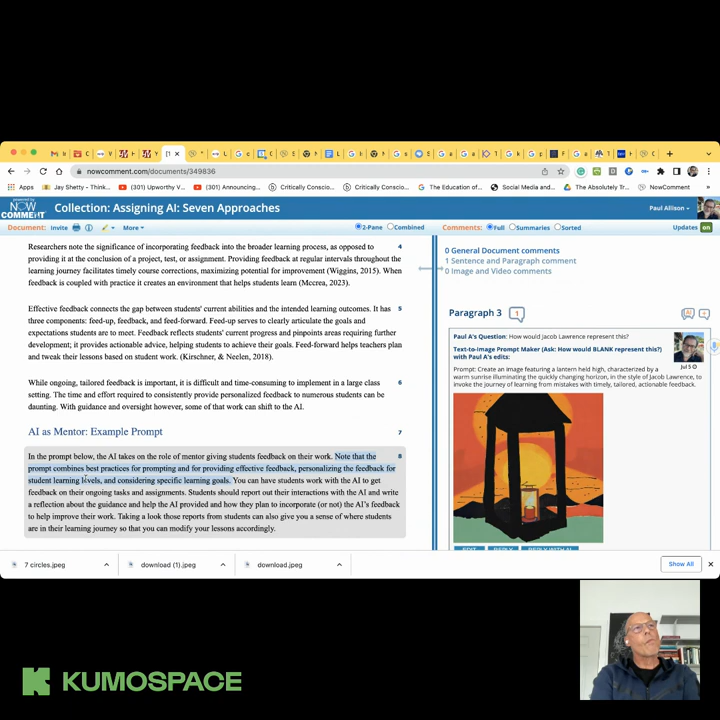 nowcomment.com/documents/349836
Apps
Jay Shetty - Think...
(301) Upworthy V...
(301) Announcing...
Critically Conscio...
Critically Conscio...
The Education of...
Social Media and...
The Absolutely Tr...
NowComment
powered by
NOW
COMMENT
Collection: Assigning AI: Seven Approaches
Paul Allison
Document: Invite
More
2-Pane Combined
Comments: Full Summaries Sorted
Updates on
Researchers note the significance of incorporating feedback into the broader learning process, as opposed to 4
providing it at the conclusion of a project, test, or assignment. Providing feedback at regular intervals throughout the
learning journey facilitates timely course corrections, maximizing potential for improvement (Wiggins, 2015). When
feedback is coupled with practice it creates an environment that helps students learn (Mccrea, 2023).
Effective feedback connects the gap between students' current abilities and the intended learning outcomes. It has 5
three components: feed-up, feedback, and feed-forward. Feed-up serves to clearly articulate the goals and
expectations students are to meet. Feedback reflects students' current progress and pinpoints areas requiring further
development; it provides actionable advice, helping students to achieve their goals. Feed-forward helps teachers plan
and tweak their lessons based on student work. (Kirschner, & Neelen, 2018).
While ongoing, tailored feedback is important, it is difficult and time-consuming to implement in a large class 6
setting. The time and effort required to consistently provide personalized feedback to numerous students can be
daunting. With guidance and oversight however, some of that work can shift to the AI.
AI as Mentor: Example Prompt 7
In the prompt below, the AI takes on the role of mentor giving students feedback on their work. Note that the 8
prompt combines best practices for prompting and for providing effective feedback, personalizing the feedback for
student learning levels, and considering specific learning goals. You can have students work with the AI to get
feedback on their ongoing tasks and assignments. Students should report out their interactions with the AI and write
a reflection about the guidance and help the AI provided and how they plan to incorporate (or not) the AI's feedback
to help improve their work. Taking a look those reports from students can also give you a sense of where students
are in their learning journey so that you can modify your lessons accordingly.
0 General Document comments
1 Sentence and Paragraph comment
0 Image and Video comments
Paragraph 3 1
Paul A's Question: How would Jacob Lawrence represent this?
Text-to-image Prompt Maker (Ask: How would BLANK represent this?)
with Paul A's edits:
Jul 5
Prompt: Create an image featuring a lantern held high, characterized by a
warm sunrise illuminating the quickly changing horizon, in the style of Jacob Lawrence, to
invoke the journey of learning from mistakes with timely, tailored, actionable feedback.
EDIT REPLY REPLY WITH AI
7 circles.jpeg
download (1).jpeg
download.jpeg
Show All
KUMOSPACE